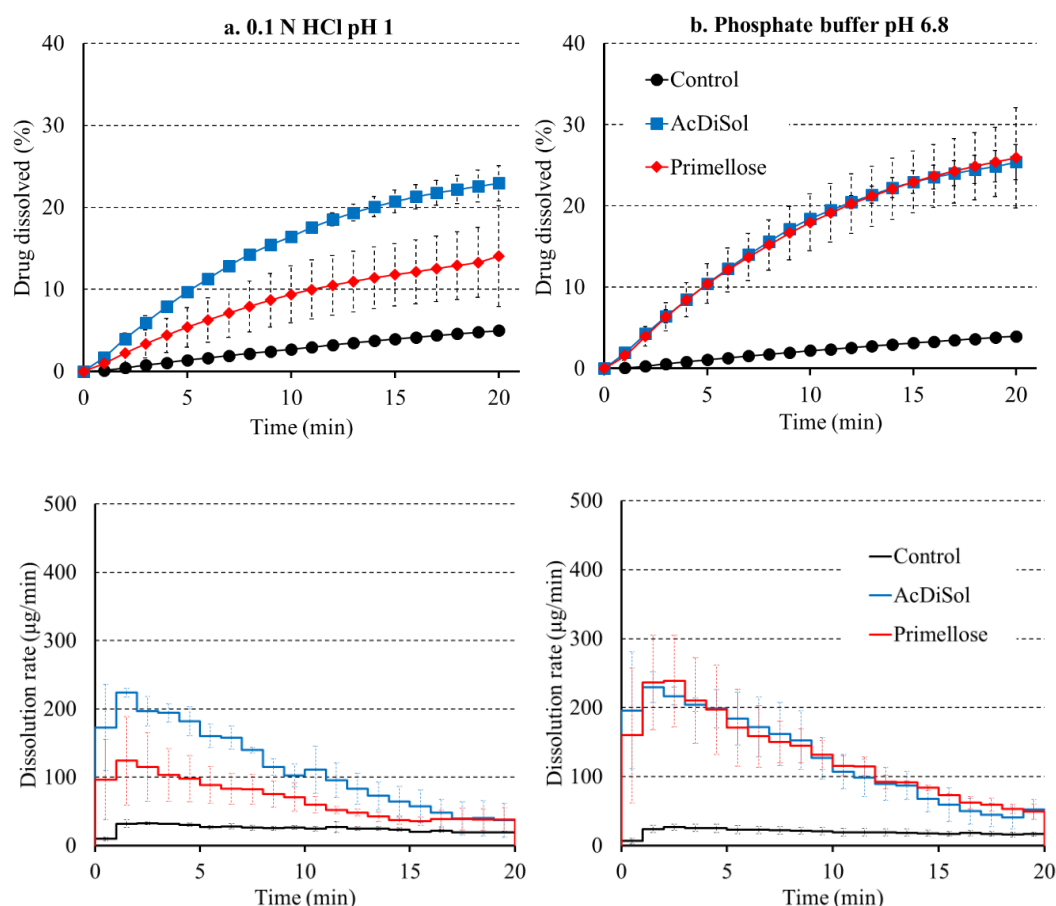 a. 0.1 N HCl pH 1
b. Phosphate buffer pH 6.8
Drug dissolved (%)
40
30
20
10
0
0
5
10
15
20
Time (min)
Drug dissolved (%)
40
30
20
10
0
0
5
10
15
20
Time (min)
Control
AcDiSol
Primellose
Dissolution rate (µg/min)
500
400
300
200
100
0
0
5
10
15
20
Time (min)
Dissolution rate (µg/min)
500
400
300
200
100
0
0
5
10
15
20
Time (min)
Control
AcDiSol
Primellose